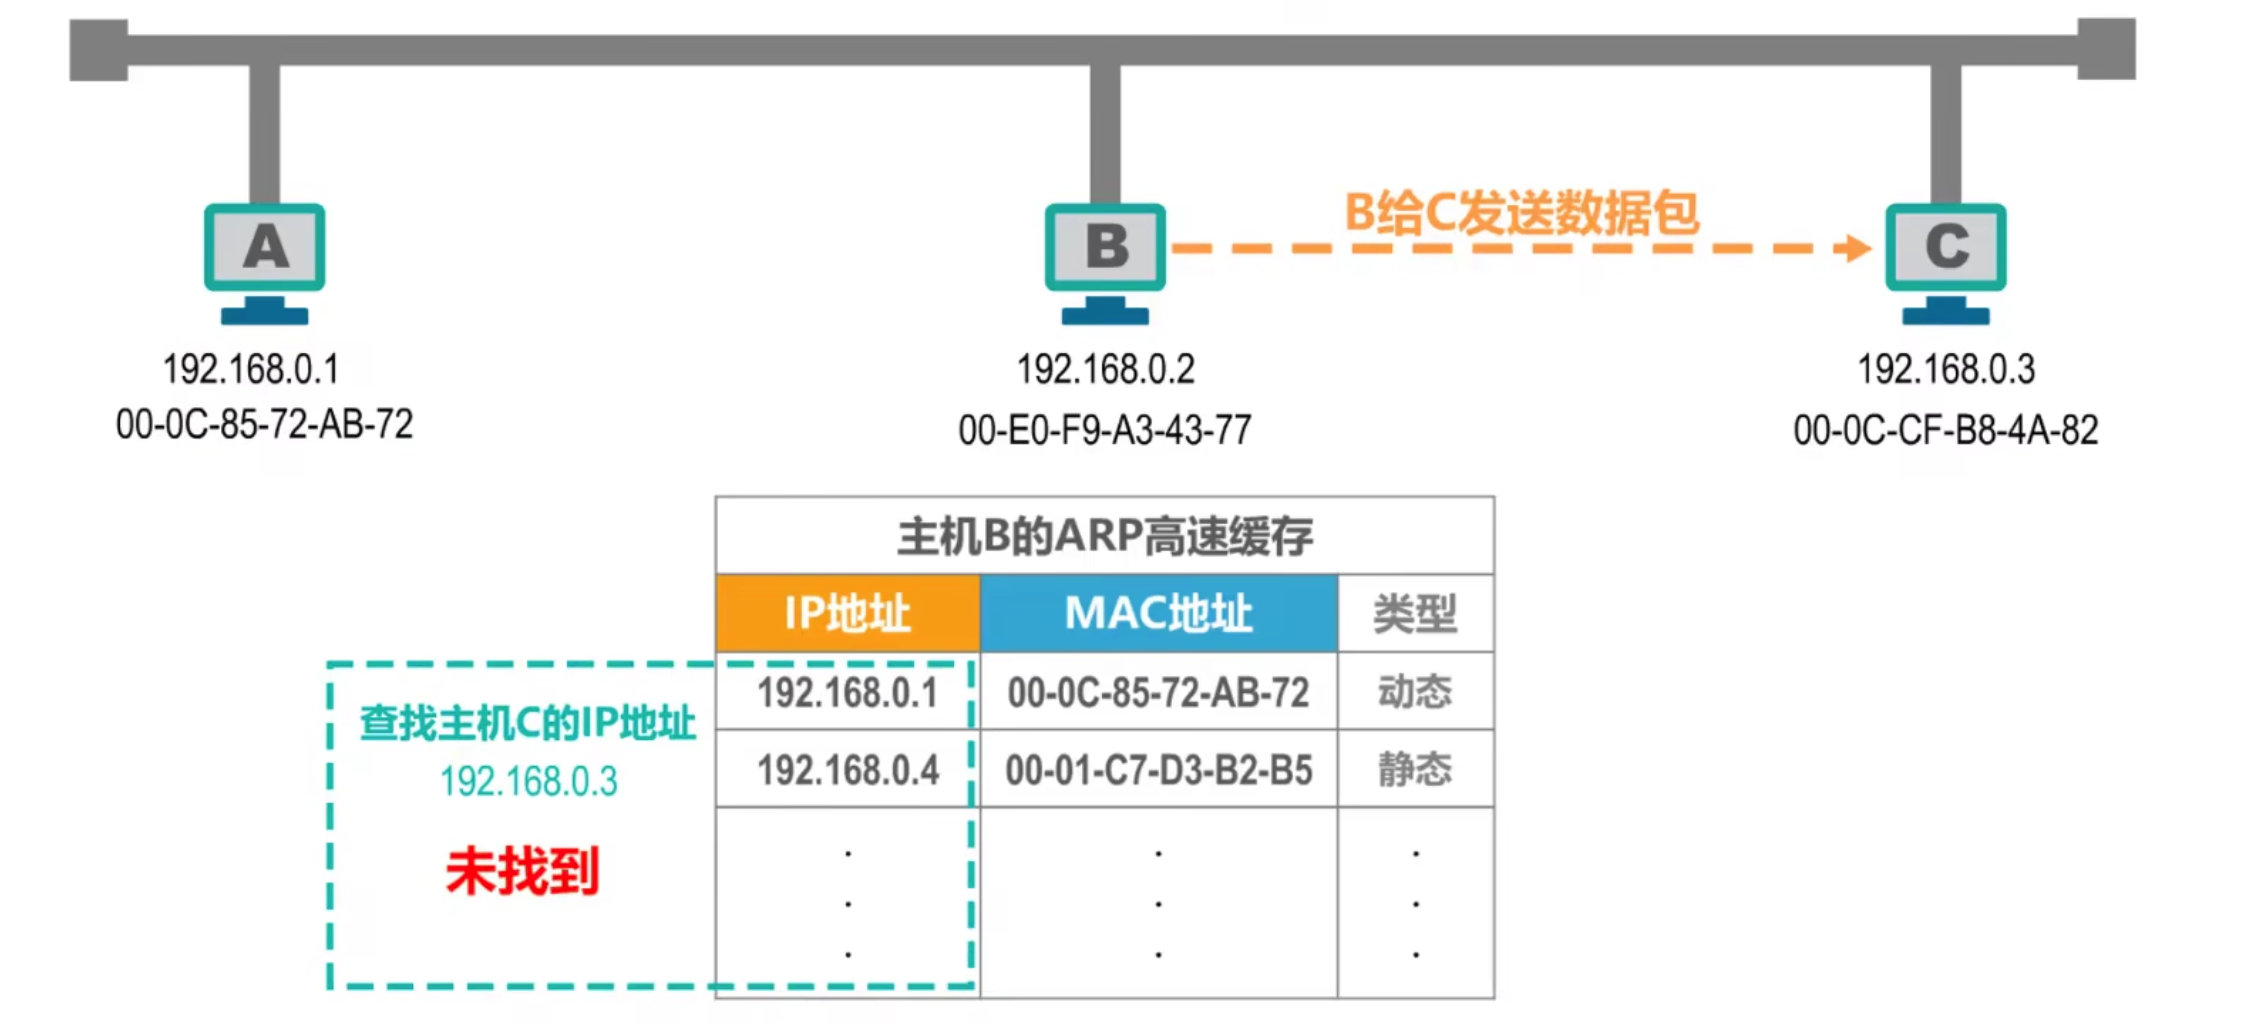 A
B
B给C发送数据包
C
192.168.0.1
00-0C-85-72-AB-72
192.168.0.2
00-E0-F9-A3-43-77
192.168.0.3
00-0C-CF-B8-4A-82
主机B的ARP高速缓存
IP地址 MAC地址 类型
192.168.0.1 00-0C-85-72-AB-72 动态
192.168.0.4 00-01-C7-D3-B2-B5 静态
. . .
. . .
. . .
查找主机C的IP地址
192.168.0.3
未找到